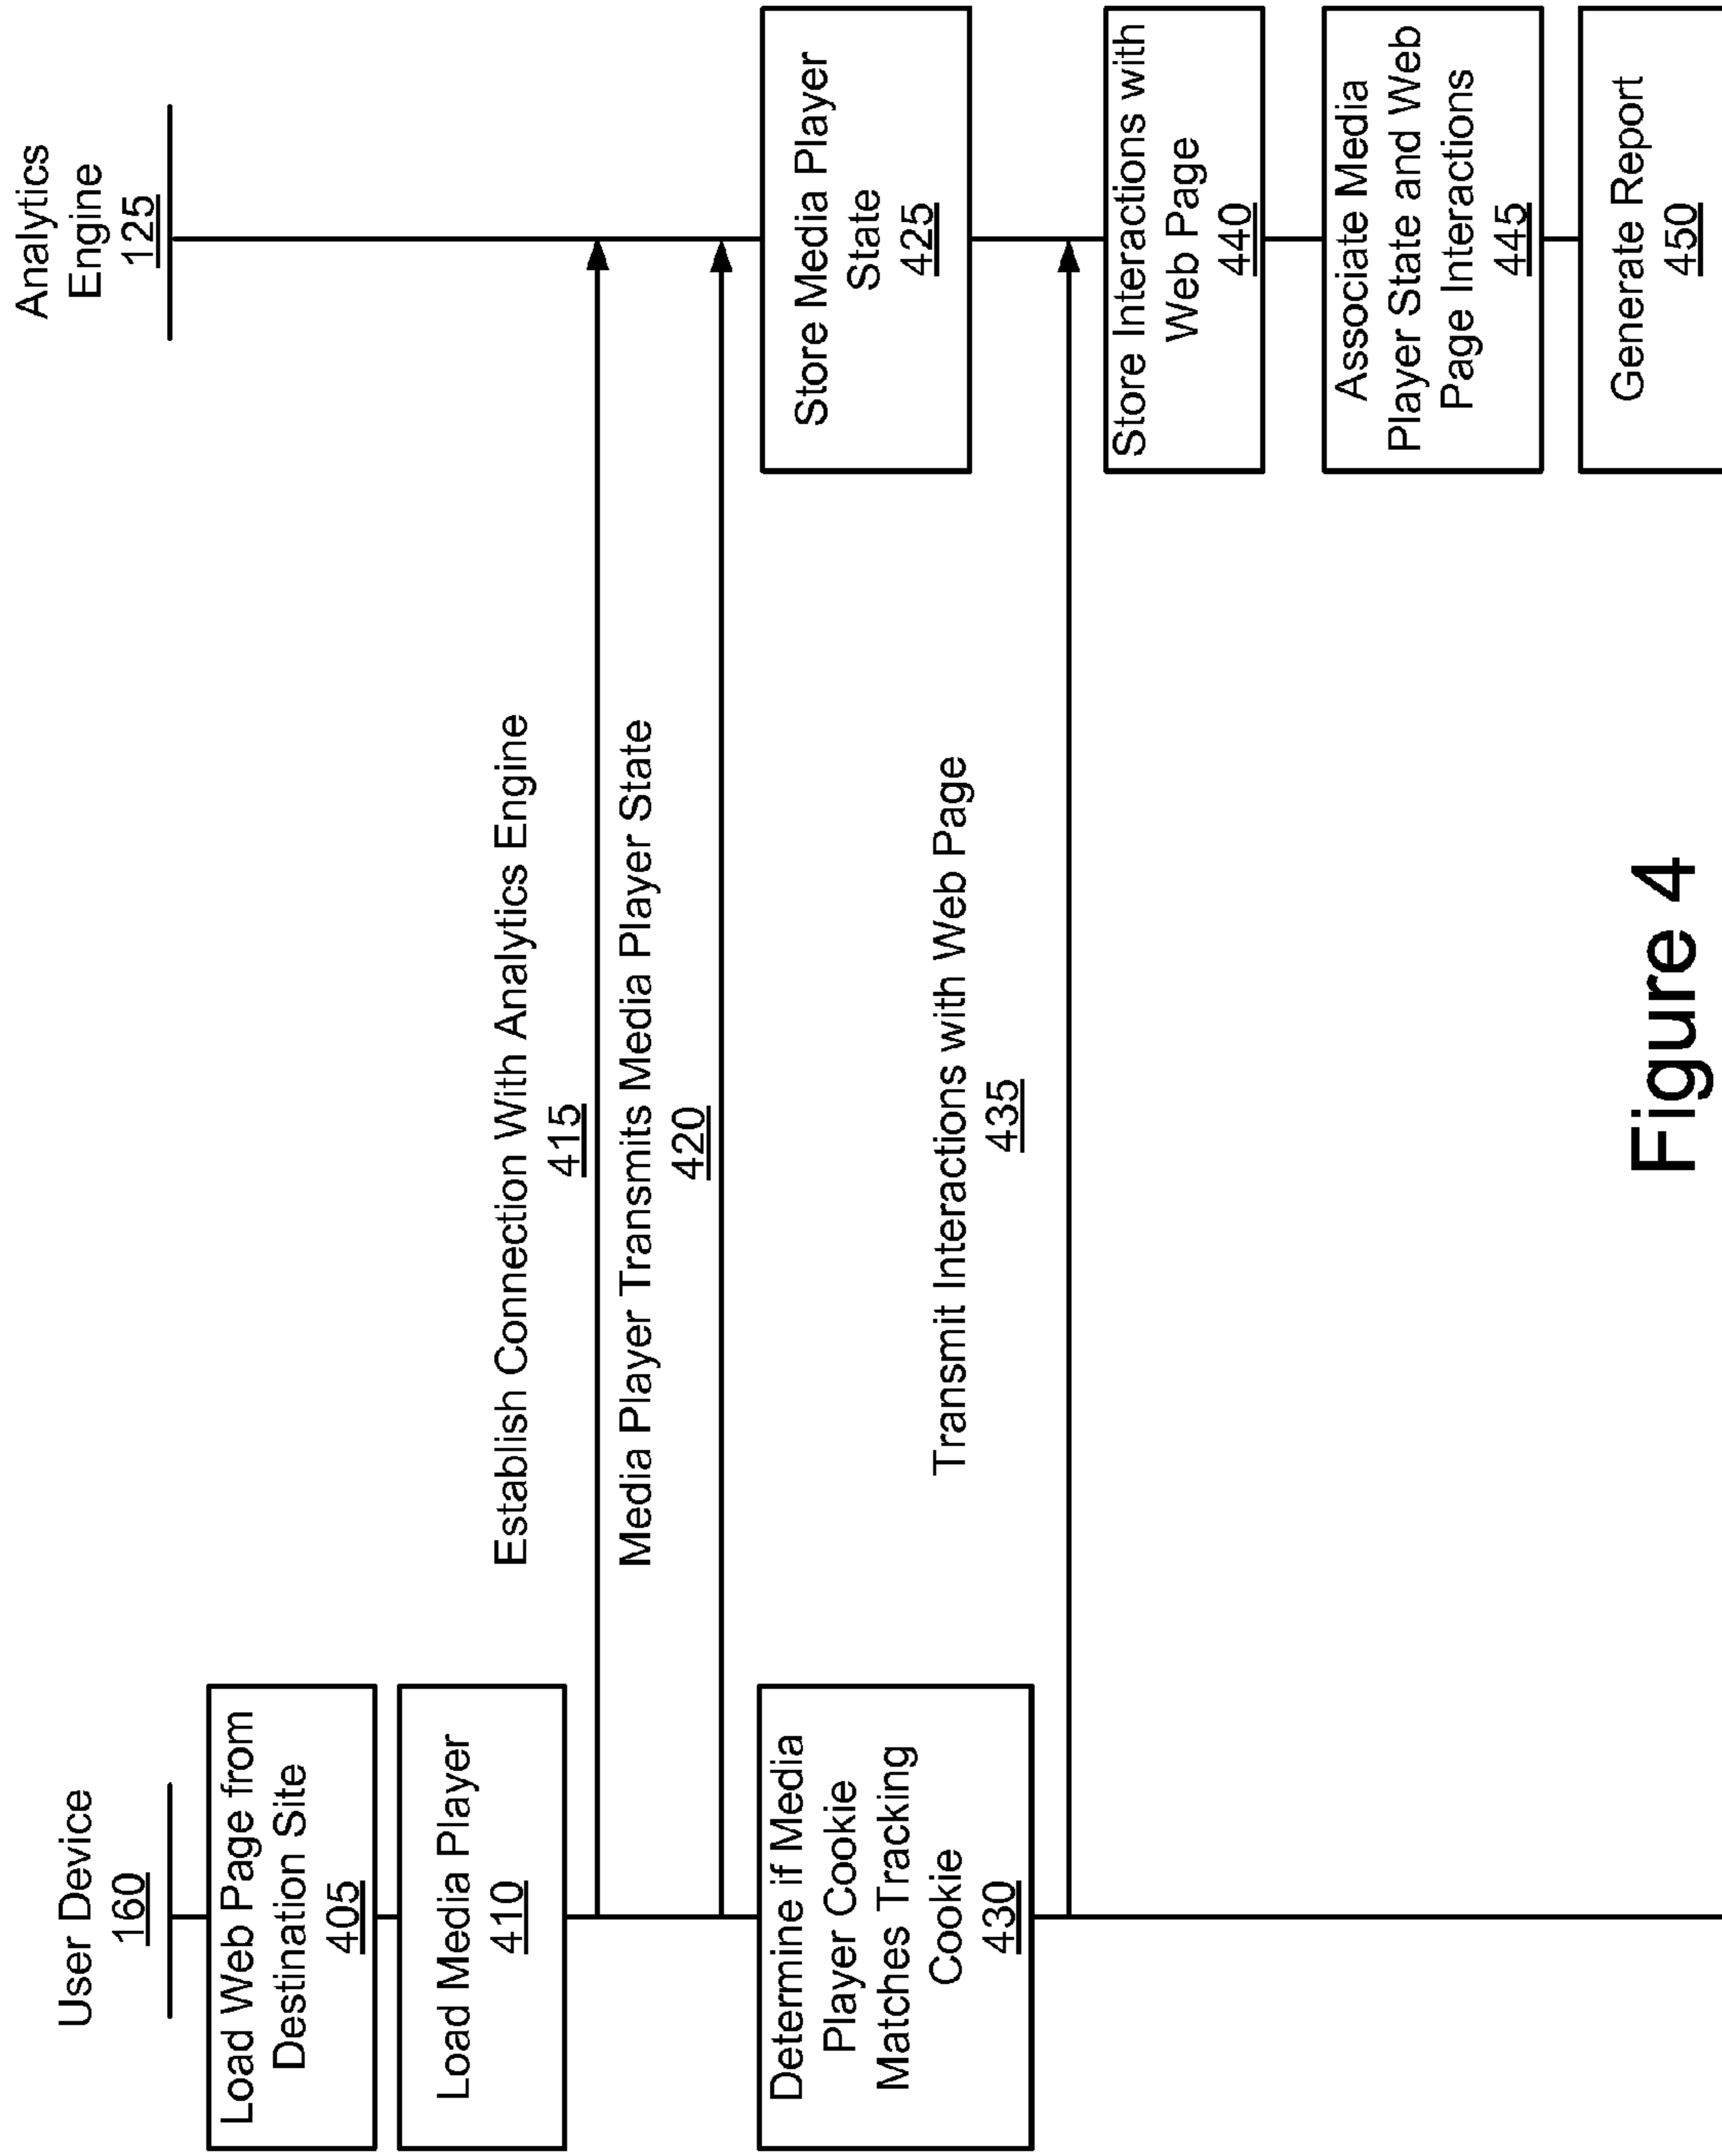 User Device
160
Analytics
Engine
125
Load Web Page from
Destination Site
405
Load Media Player
410
Establish Connection With Analytics Engine
415
Media Player Transmits Media Player State
420
Store Media Player
State
425
Determine if Media
Player Cookie
Matches Tracking
Cookie
430
Transmit Interactions with Web Page
435
Store Interactions with
Web Page
440
Associate Media
Player State and Web
Page Interactions
445
Generate Report
450
Figure 4